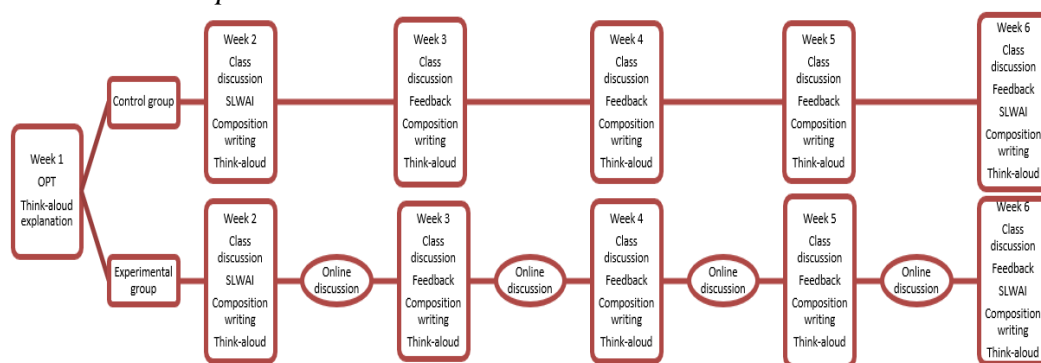 Week 1
OPT
Think-aloud
explanation
Control group
Week 2
Class
discussion
SLWAI
Composition
writing
Think-aloud
Week 3
Class
discussion
Feedback
Composition
writing
Think-aloud
Week 4
Class
discussion
Feedback
Composition
writing
Think-aloud
Week 5
Class
discussion
Feedback
Composition
writing
Think-aloud
Week 6
Class
discussion
Feedback
SLWAI
Composition
writing
Think-aloud
Experimental
group
Week 2
Class
discussion
SLWAI
Composition
writing
Think-aloud
Online
discussion
Week 3
Class
discussion
Feedback
Composition
writing
Think-aloud
Online
discussion
Week 4
Class
discussion
Feedback
Composition
writing
Think-aloud
Online
discussion
Week 5
Class
discussion
Feedback
Composition
writing
Think-aloud
Online
discussion
Week 6
Class
discussion
Feedback
SLWAI
Composition
writing
Think-aloud